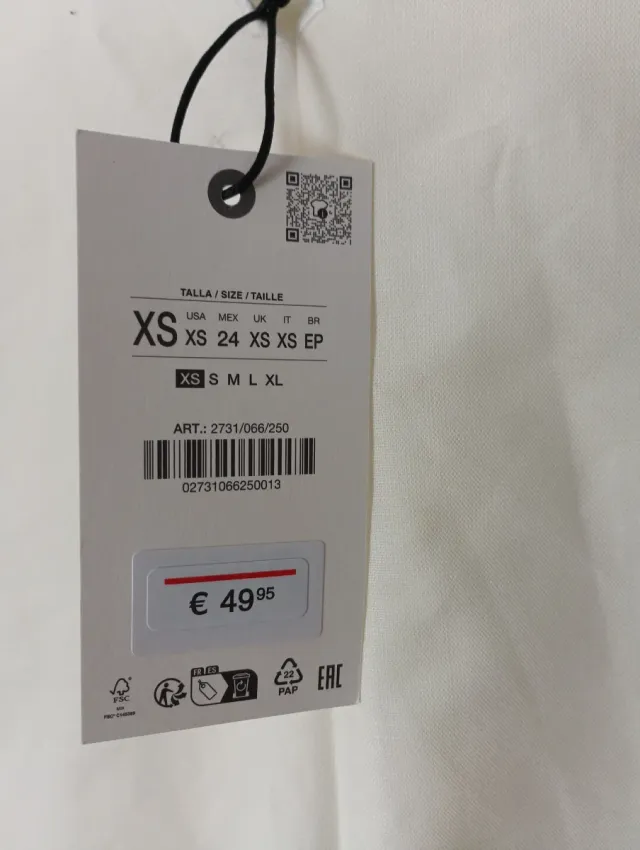 TALLA / SIZE / TAILLE
XS USA XS MEX 24 UK XS IT XS BR EP
XS S M L XL
ART.: 2731/066/250
02731066250013
€ 49 95
FR ES
FSC
22
PAP
EAC